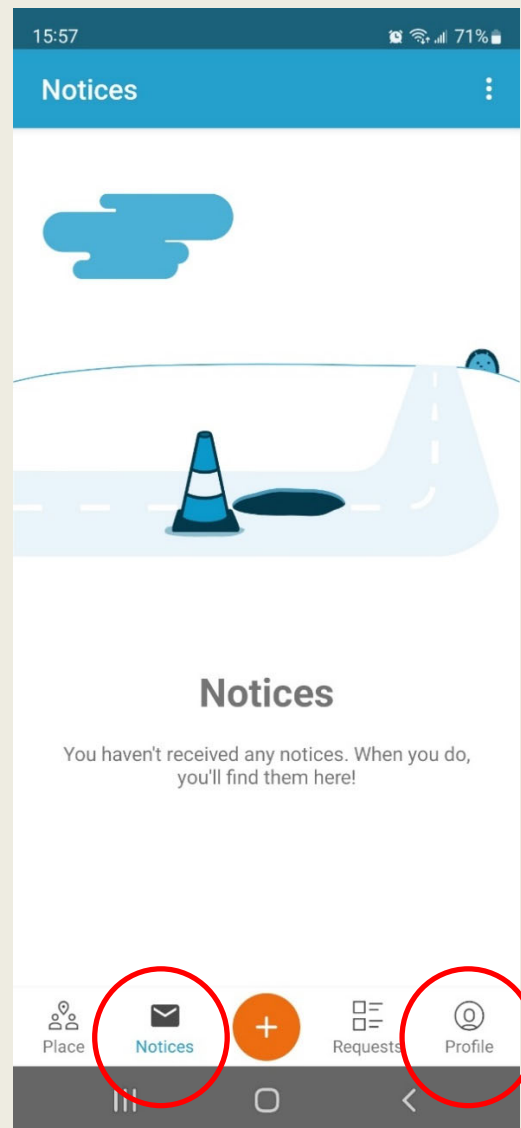 15:57 71%
Notices
Notices
You haven't received any notices. When you do,
you'll find them here!
Place Notices + Requests Profile